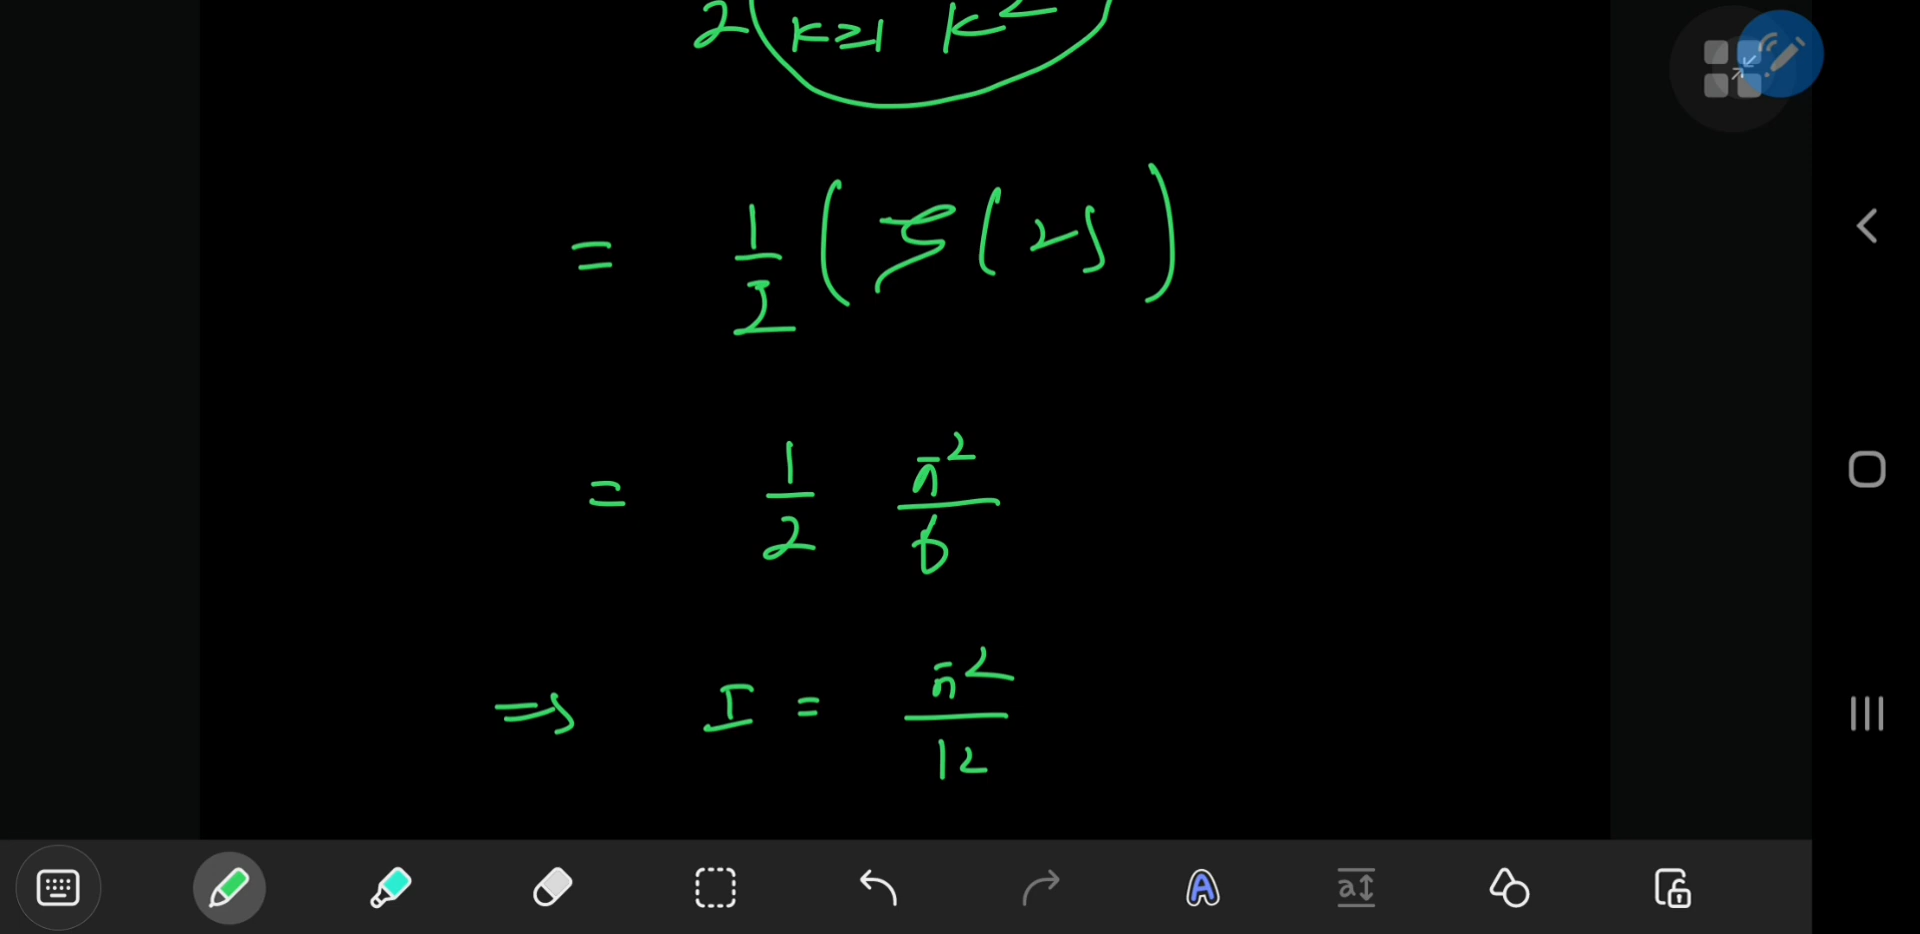 2 ( k≥1 k²
= 1/2 ( ζ(2) )
= 1/2 π²/6
⇒ I = π²/12